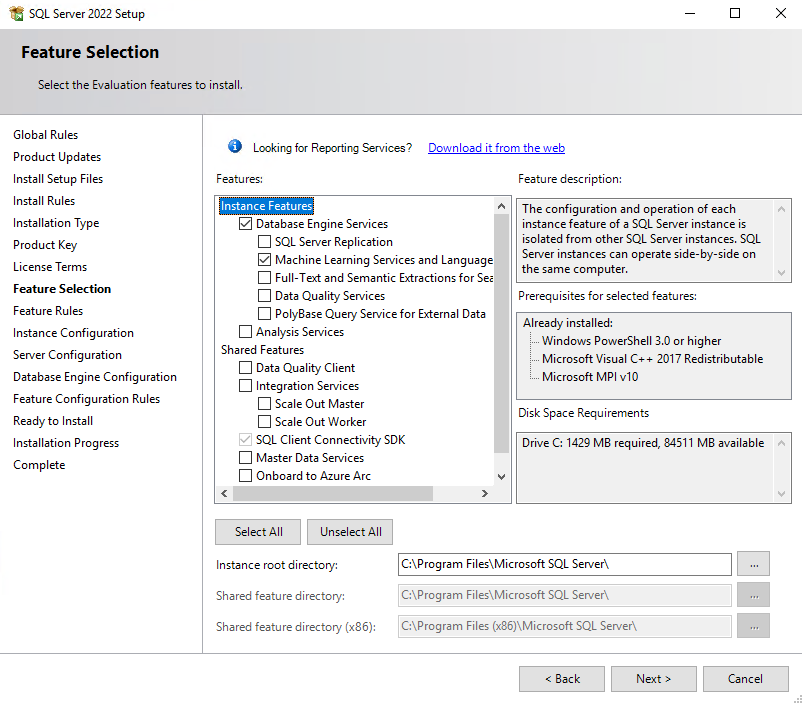 SQL Server 2022 Setup
Feature Selection
Select the Evaluation features to install.
Global Rules
Product Updates
Install Setup Files
Install Rules
Installation Type
Product Key
License Terms
Feature Selection
Feature Rules
Instance Configuration
Server Configuration
Database Engine Configuration
Feature Configuration Rules
Ready to Install
Installation Progress
Complete
Looking for Reporting Services? Download it from the web
Features:
Instance Features
Database Engine Services
SQL Server Replication
Machine Learning Services and Language
Full-Text and Semantic Extractions for Sea
Data Quality Services
PolyBase Query Service for External Data
Analysis Services
Shared Features
Data Quality Client
Integration Services
Scale Out Master
Scale Out Worker
SQL Client Connectivity SDK
Master Data Services
Onboard to Azure Arc
Feature description:
The configuration and operation of each
instance feature of a SQL Server instance is
isolated from other SQL Server instances. SQL
Server instances can operate side-by-side on
the same computer.
Prerequisites for selected features:
Already installed:
Windows PowerShell 3.0 or higher
Microsoft Visual C++ 2017 Redistributable
Microsoft MPI v10
Disk Space Requirements
Drive C: 1429 MB required, 84511 MB available
Select All
Unselect All
Instance root directory: C:\Program Files\Microsoft SQL Server\ ...
Shared feature directory: C:\Program Files\Microsoft SQL Server\ ...
Shared feature directory (x86): C:\Program Files (x86)\Microsoft SQL Server\ ...
< Back
Next >
Cancel